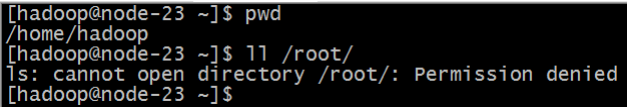 [hadoop@node-23 ~]$ pwd
/home/hadoop
[hadoop@node-23 ~]$ ll /root/
ls: cannot open directory /root/: Permission denied
[hadoop@node-23 ~]$